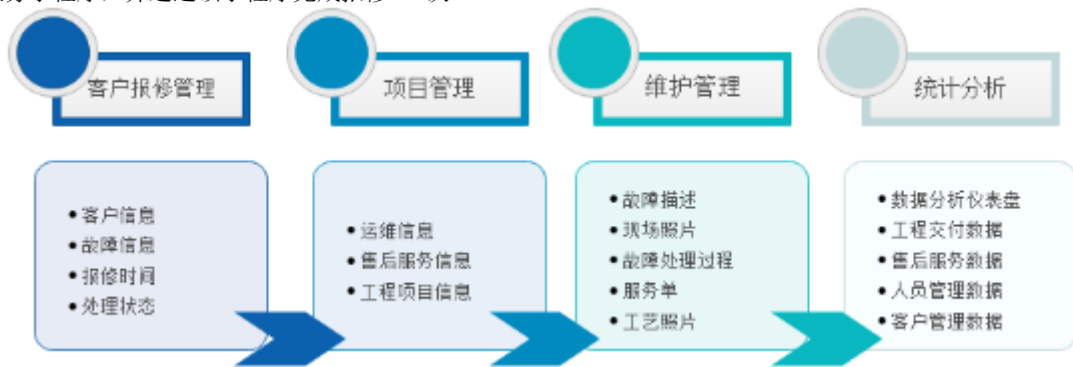 客户报修管理
项目管理
维护管理
统计分析
•客户信息
•故障信息
•报修时间
•处理状态
•运维信息
•售后服务信息
•工程项目信息
•故障描述
•现场照片
•故障处理过程
•服务单
•工艺照片
•数据分析仪表盘
•工程交付数据
•售后服务数据
•人员管理数据
•客户管理数据